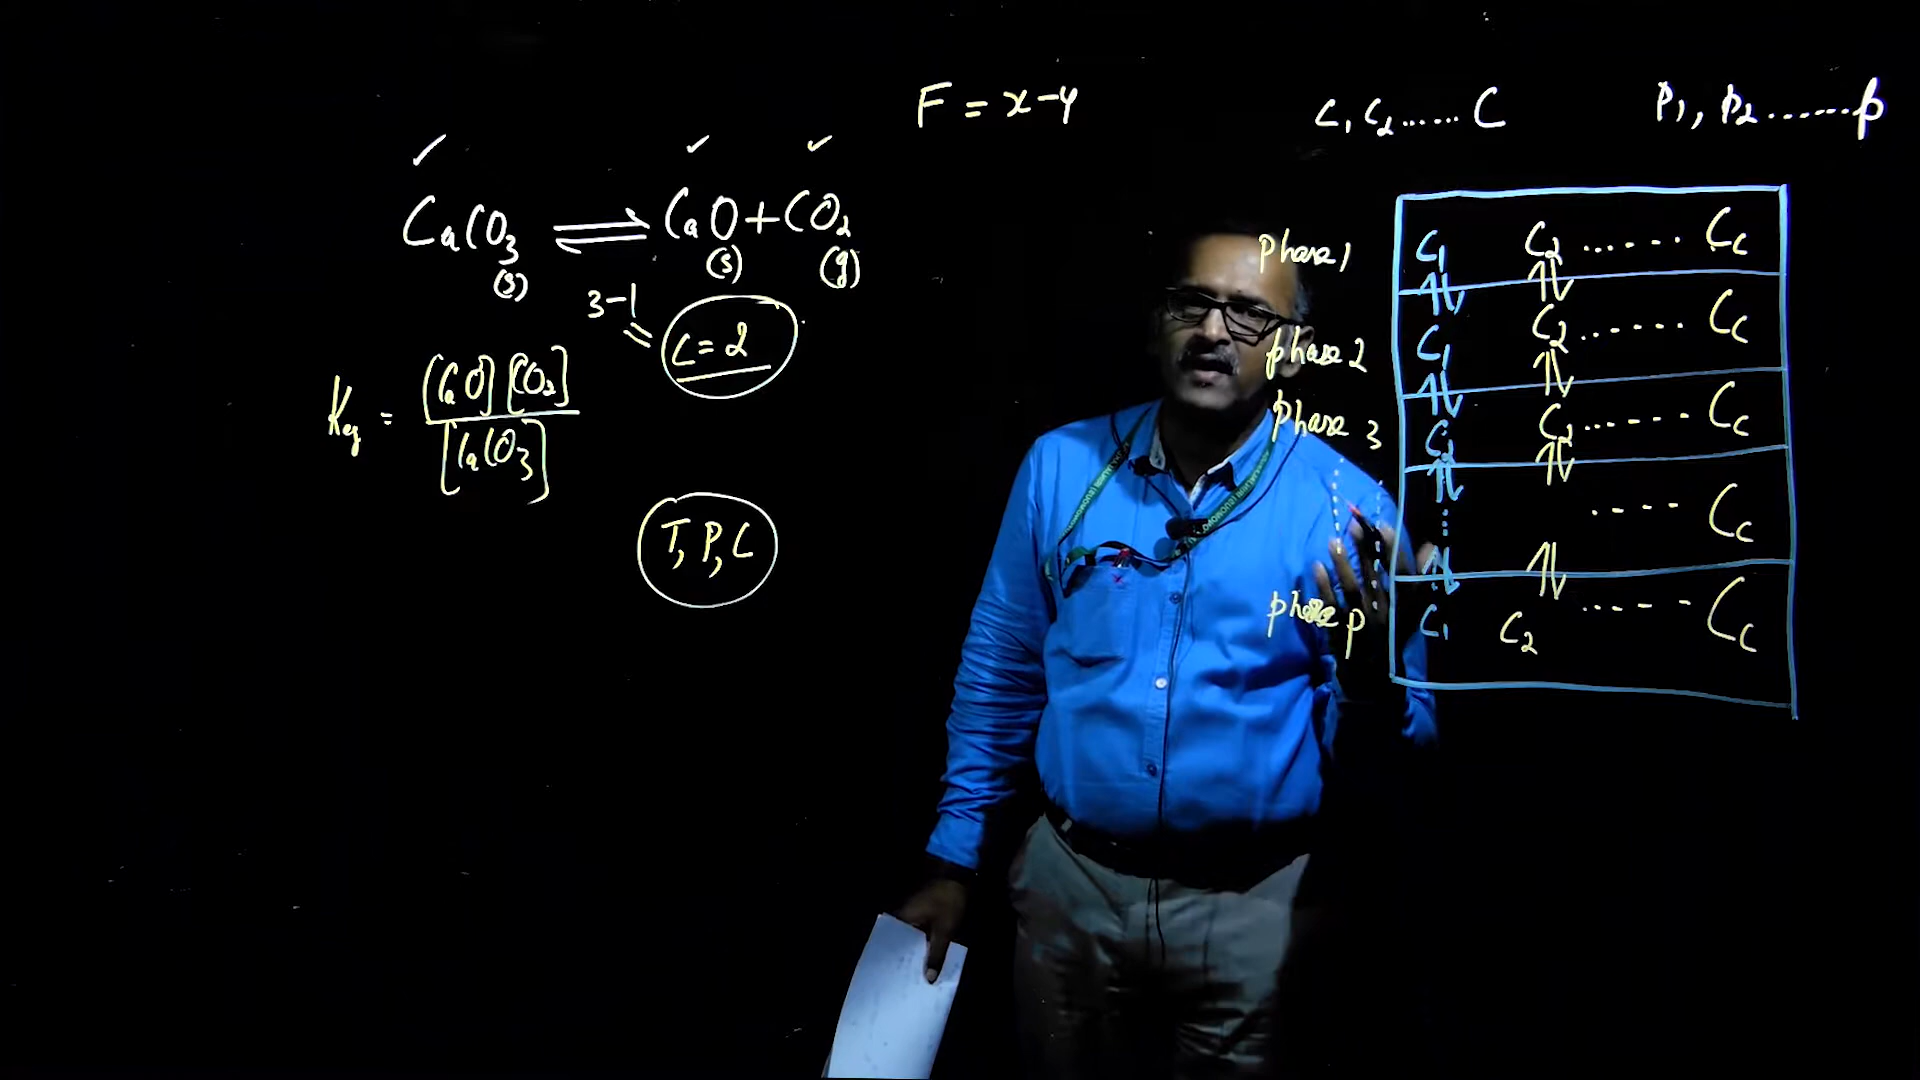 F = x-y
C₁ C₂ ...... C
P₁, P₂ ....... p
✓ ✓ ✓
CaCO₃ ⇌ CaO + CO₂
(s) (s) (g)
3-1
= C = 2
Keq = [CaO][CO₂] / [CaCO₃]
T, P, C
phase 1 C₁ C₂ ...... Cc
⇅ ⇅
phase 2 C₁ C₂ ...... Cc
⇅ ⇅
phase 3 C₂ C₂ ...... Cc
⇅ ⇅
.... Cc
⇅ ⇅
phase p C₁ C₂ ..... Cc